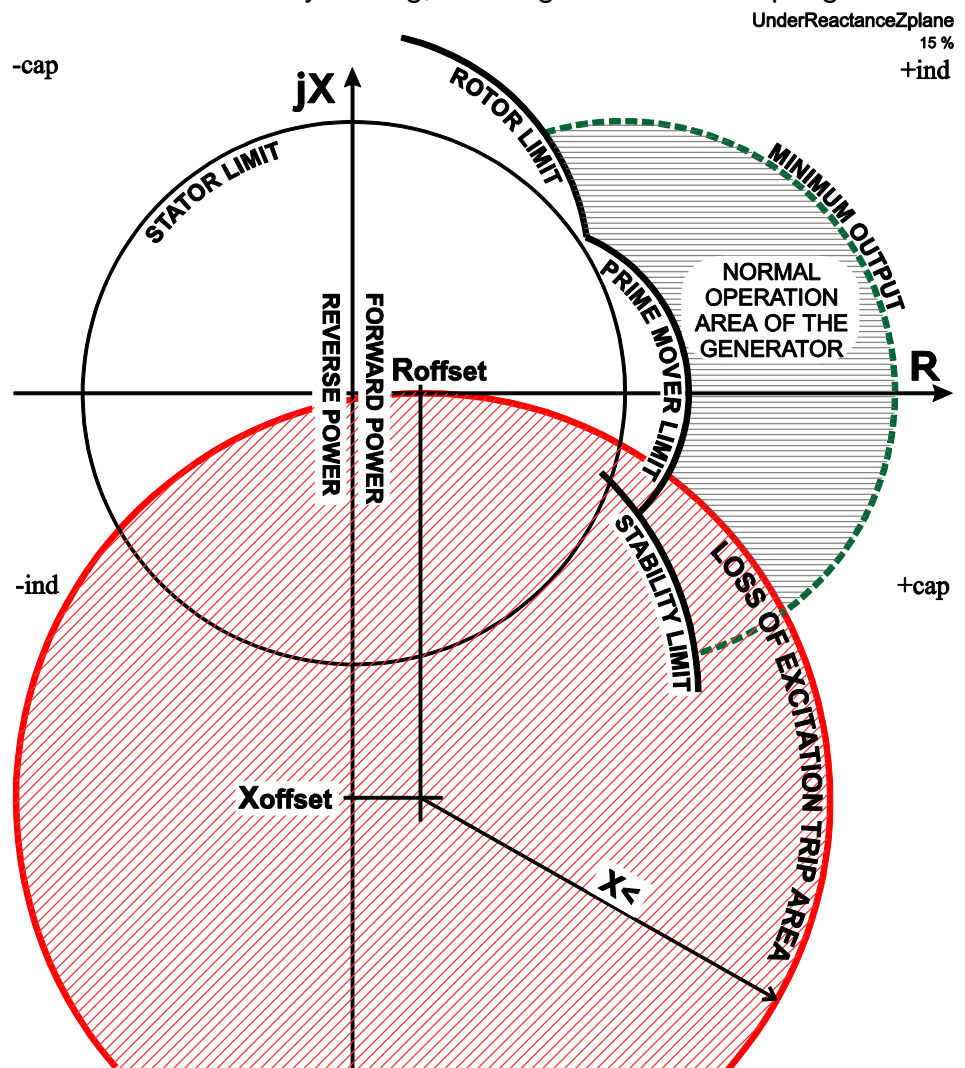 UnderReactanceZplane
15 %
-cap
+ind
jX
ROTOR LIMIT
STATOR LIMIT
MINIMUM OUTPUT
PRIME MOVER LIMIT
NORMAL
OPERATION
AREA OF THE
GENERATOR
REVERSE POWER
FORWARD POWER
Roffset
R
-ind
+cap
STABILITY LIMIT
LOSS OF EXCITATION TRIP AREA
Xoffset
X<